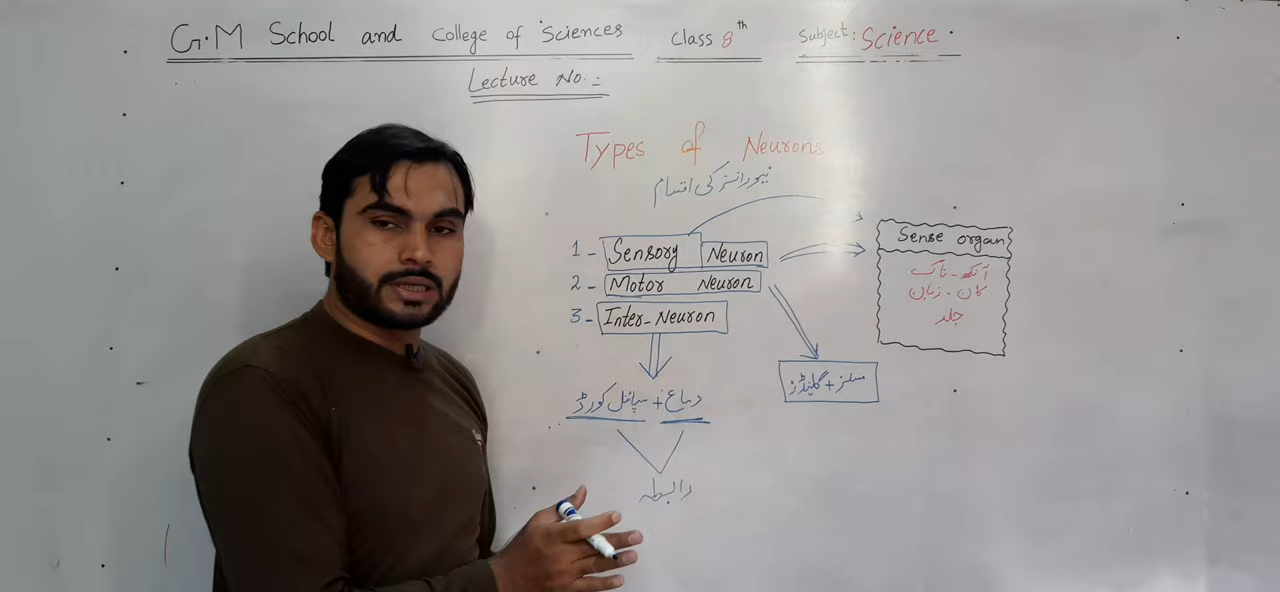 G.M School and College of Sciences Class 8th Subject: Science.
Lecture No.:
Types of Neurons
نیورانز کی اقسام
1- Sensory Neuron
2- Motor Neuron
3- Inter-Neuron
Sense organ
آنکھ - ناک
کان - زبان
جلد
مسلز + گلینڈز
دماغ + سپائنل کورڈ
رابطہ